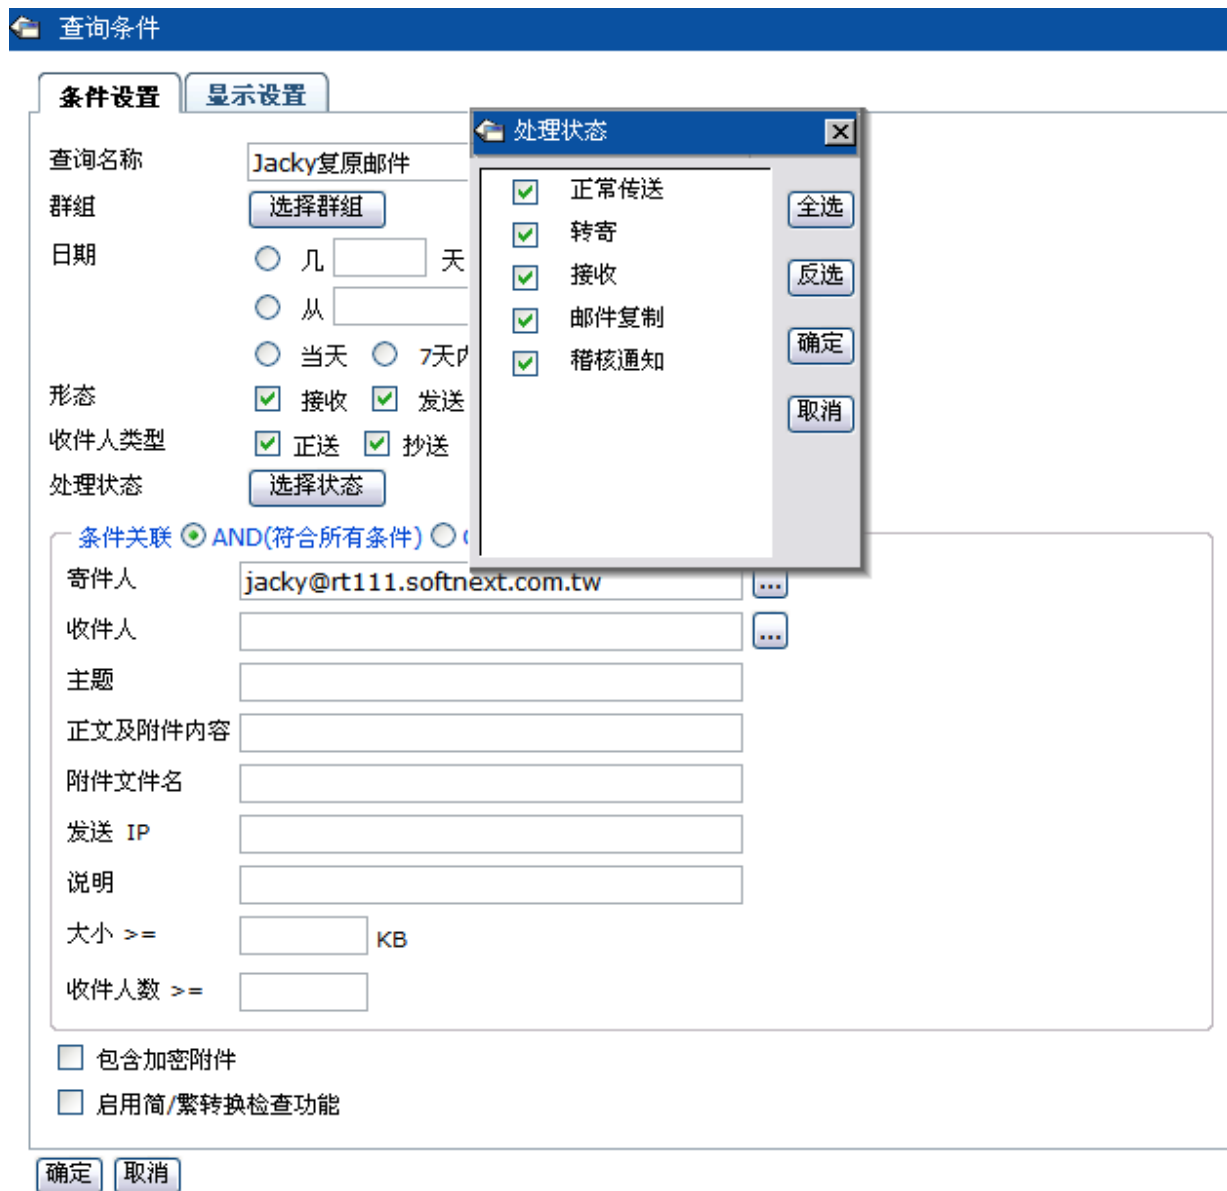 查询条件
条件设置 显示设置
查询名称 Jacky复原邮件
群组 选择群组
日期 几 天
从
当天 7天内
形态 接收 发送
收件人类型 正送 抄送
处理状态 选择状态
处理状态
正常传送
转寄
接收
邮件复制
稽核通知
全选
反选
确定
取消
条件关联 AND(符合所有条件)
寄件人 jacky@rt111.softnext.com.tw ...
收件人 ...
主题
正文及附件内容
附件文件名
发送 IP
说明
大小 >= KB
收件人数 >=
包含加密附件
启用简/繁转换检查功能
确定 取消